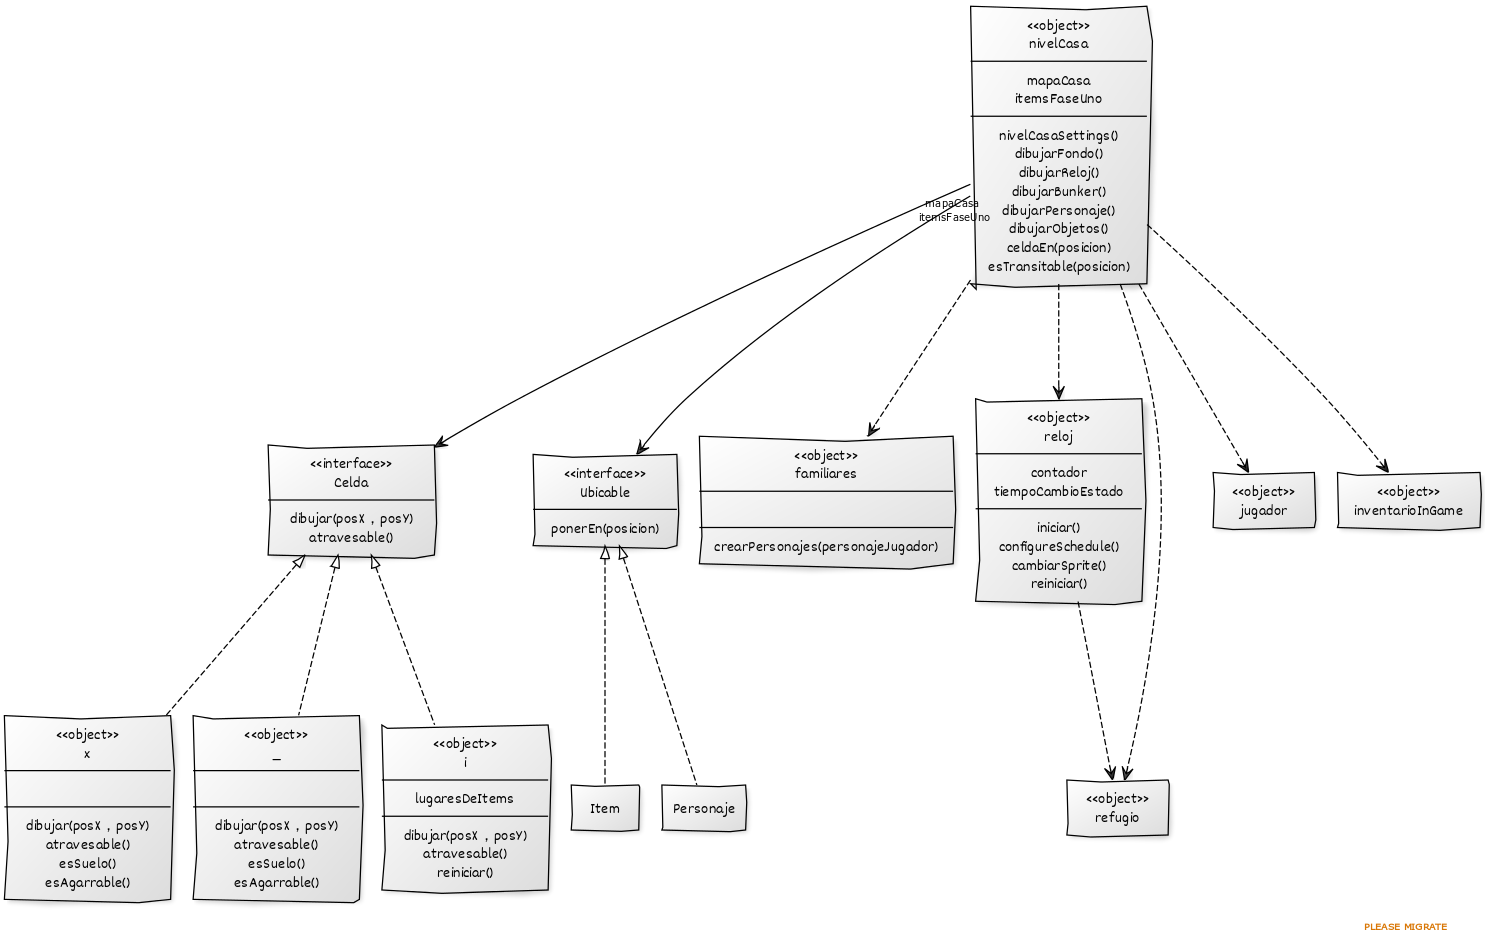 <<object>>
nivelCasa
mapaCasa
itemsFaseUno
nivelCasaSettings()
dibujarFondo()
dibujarReloj()
dibujarBunker()
dibujarPersonaje()
dibujarObjetos()
celdaEn(posicion)
esTransitable(posicion)
mapaCasa
itemsFaseUno
<<interface>>
Celda
dibujar(posX , posY)
atravesable()
<<interface>>
Ubicable
ponerEn(posicion)
<<object>>
familiares
crearPersonajes(personajeJugador)
<<object>>
reloj
contador
tiempoCambioEstado
iniciar()
configureSchedule()
cambiarSprite()
reiniciar()
<<object>>
jugador
<<object>>
inventarioInGame
<<object>>
x
dibujar(posX , posY)
atravesable()
esSuelo()
esAgarrable()
<<object>>
_
dibujar(posX , posY)
atravesable()
esSuelo()
esAgarrable()
<<object>>
i
lugaresDeItems
dibujar(posX , posY)
atravesable()
reiniciar()
Item
Personaje
<<object>>
refugio
PLEASE MIGRATE